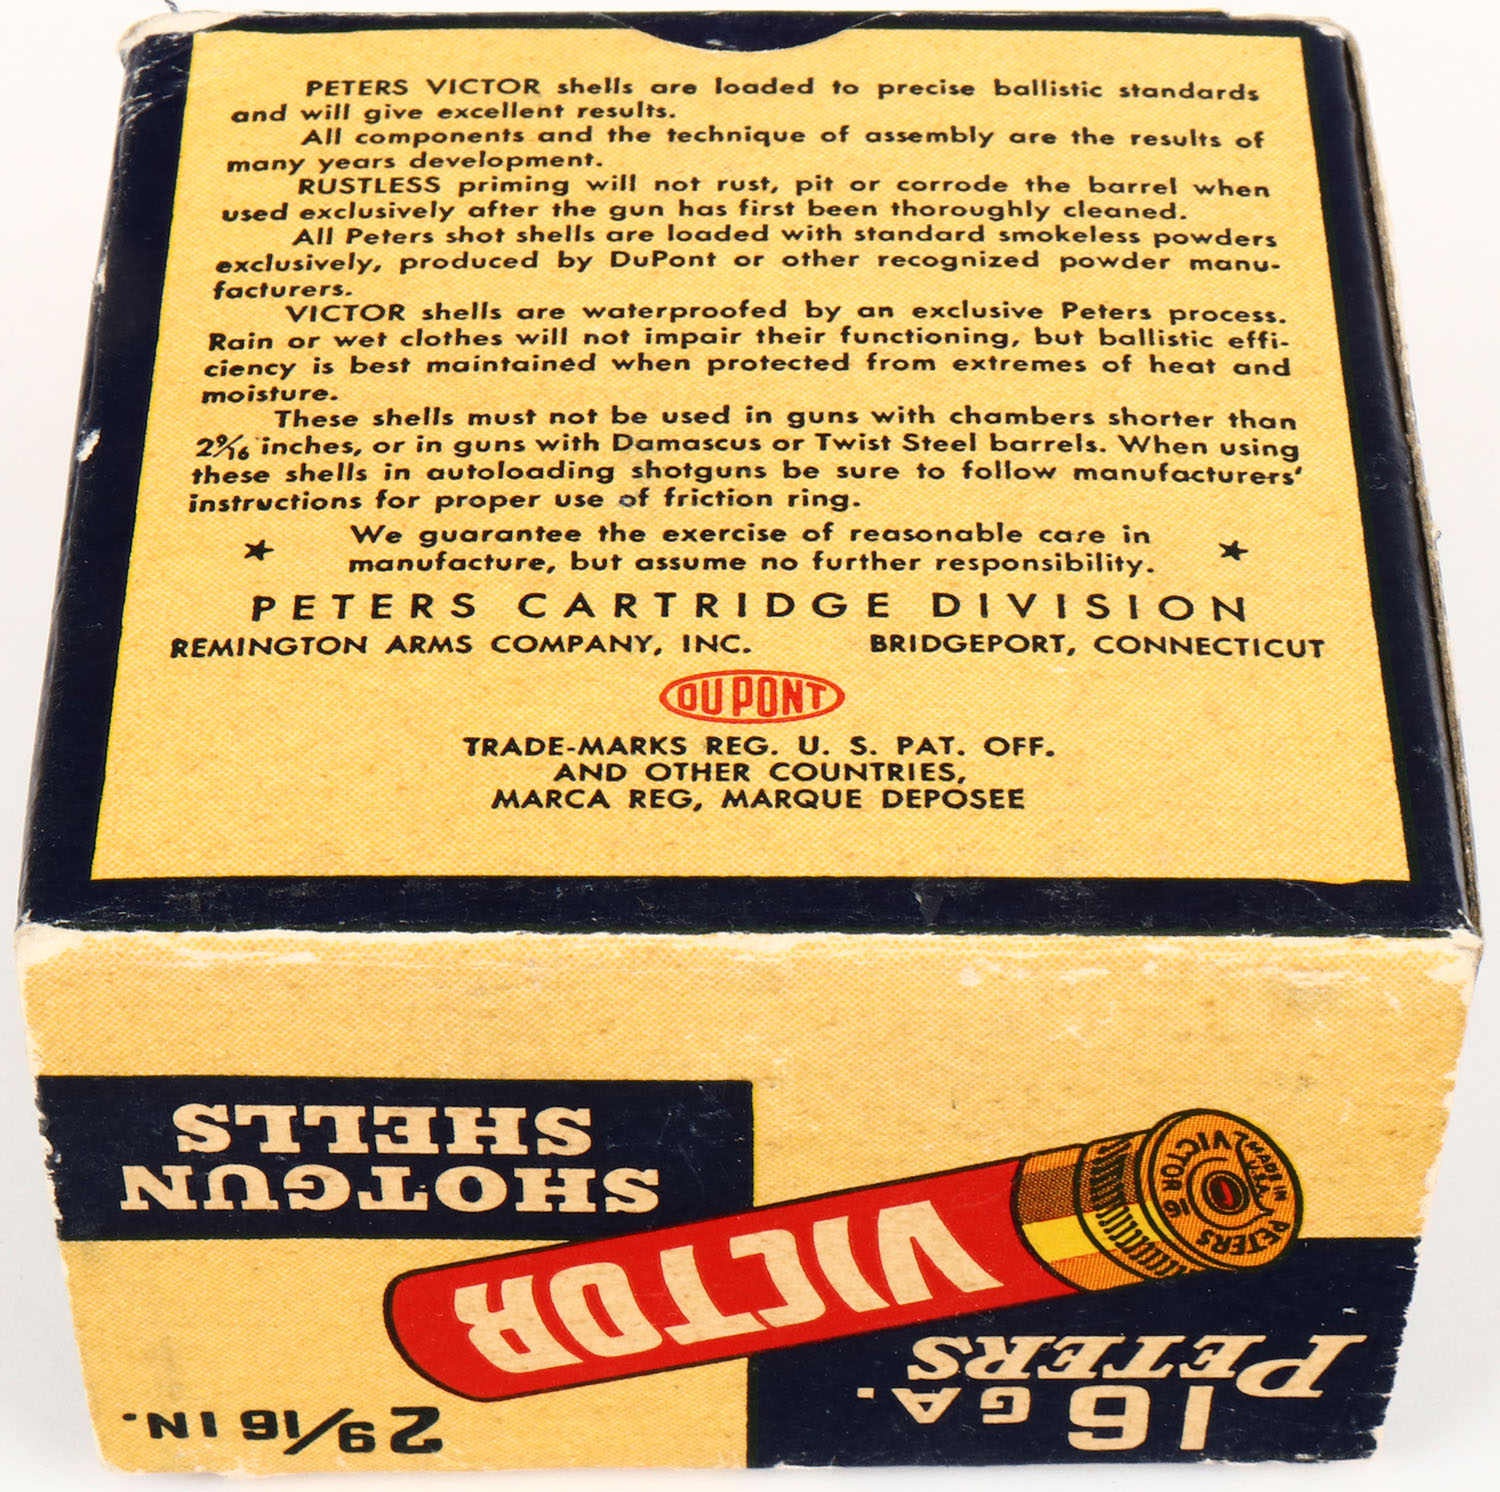 PETERS VICTOR shells are loaded to precise ballistic standards
and will give excellent results.
All components and the technique of assembly are the results of
many years development.
RUSTLESS priming will not rust, pit or corrode the barrel when
used exclusively after the gun has first been thoroughly cleaned.
All Peters shot shells are loaded with standard smokeless powders
exclusively, produced by DuPont or other recognized powder manu-
facturers.
VICTOR shells are waterproofed by an exclusive Peters process.
Rain or wet clothes will not impair their functioning, but ballistic effi-
ciency is best maintained when protected from extremes of heat and
moisture.
These shells must not be used in guns with chambers shorter than
2 9/16 inches, or in guns with Damascus or Twist Steel barrels. When using
these shells in autoloading shotguns be sure to follow manufacturers'
instructions for proper use of friction ring.
★ We guarantee the exercise of reasonable care in ★
manufacture, but assume no further responsibility.
PETERS CARTRIDGE DIVISION
REMINGTON ARMS COMPANY, INC. BRIDGEPORT, CONNECTICUT
DU PONT
TRADE-MARKS REG. U. S. PAT. OFF.
AND OTHER COUNTRIES,
MARCA REG, MARQUE DEPOSEE
16 GA.
PETERS
2 9/16 IN.
VICTOR
PETERS
VICTOR
16
MADE IN
U.S.A.
SHOTGUN
SHELLS